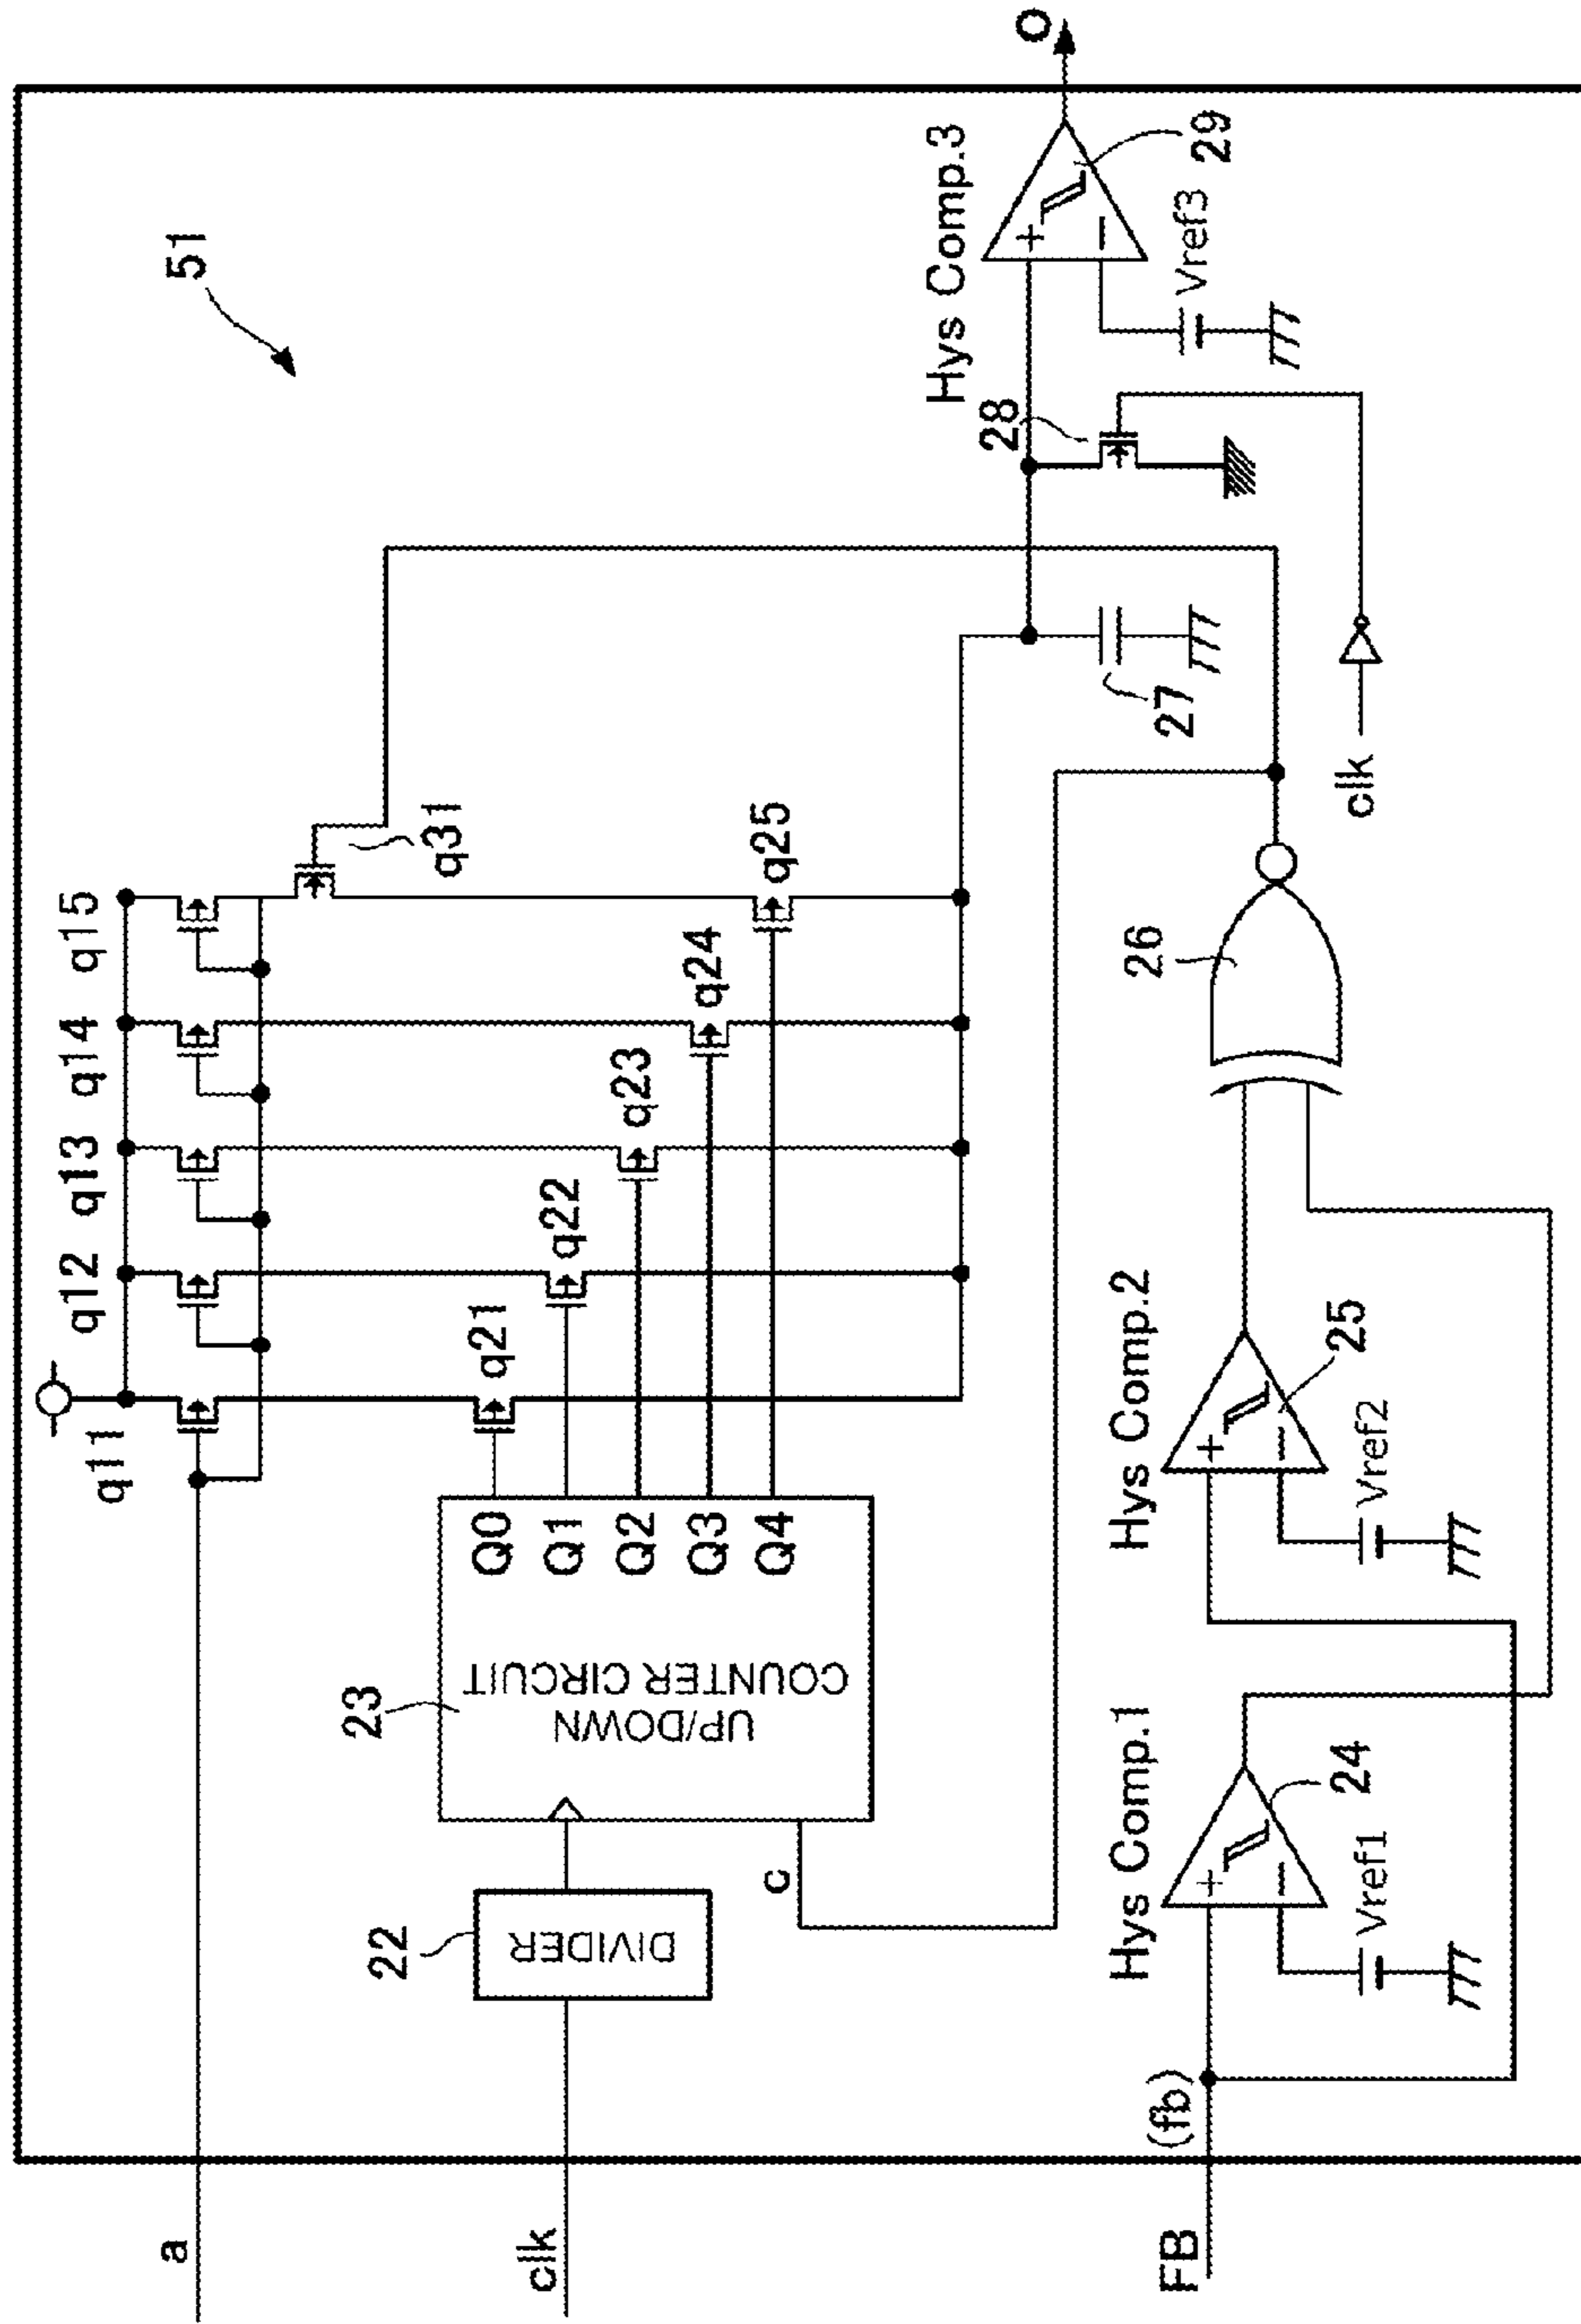 51
q11
q12
q13
q14
q15
a
q31
q21
q22
q23
q24
q25
Q0
Q1
Q2
Q3
Q4
23
UP/DOWN
COUNTER CIRCUIT
22
DIVIDER
clk
c
Hys Comp.3
+
−
29
O
Vref3
28
27
clk
26
Hys Comp.2
+
−
25
Vref2
Hys Comp.1
+
−
24
Vref1
(fb)
FB